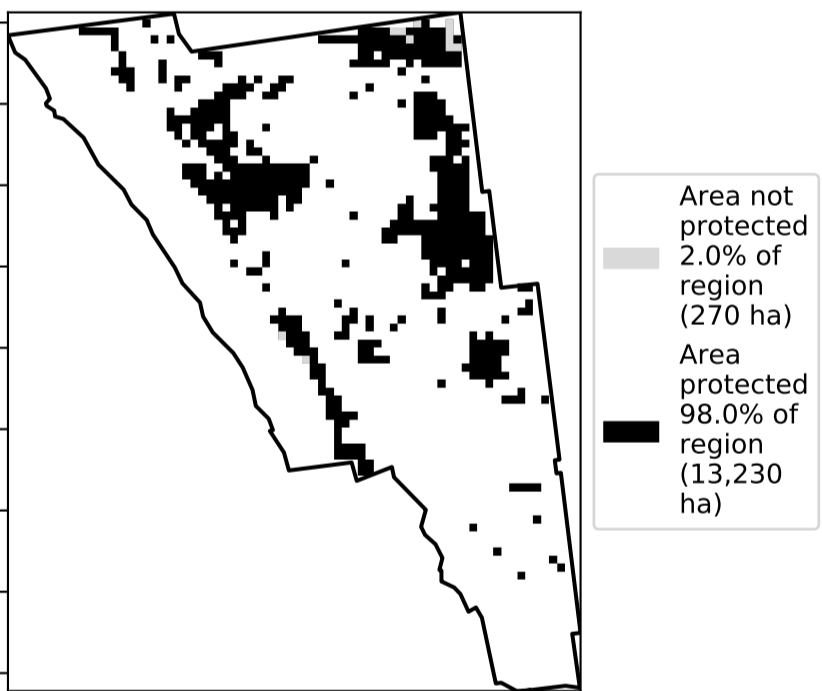 Area not
protected
2.0% of
region
(270 ha)
Area
protected
98.0% of
region
(13,230
ha)